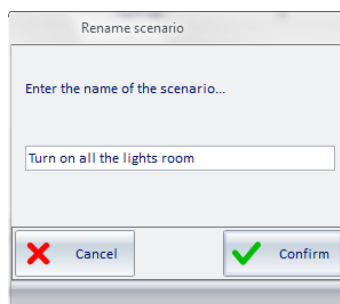 Rename scenario
Enter the name of the scenario...
Turn on all the lights room
Cancel
Confirm